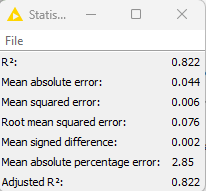 Statis...
File
R²: 0.822
Mean absolute error: 0.044
Mean squared error: 0.006
Root mean squared error: 0.076
Mean signed difference: 0.002
Mean absolute percentage error: 2.85
Adjusted R²: 0.822